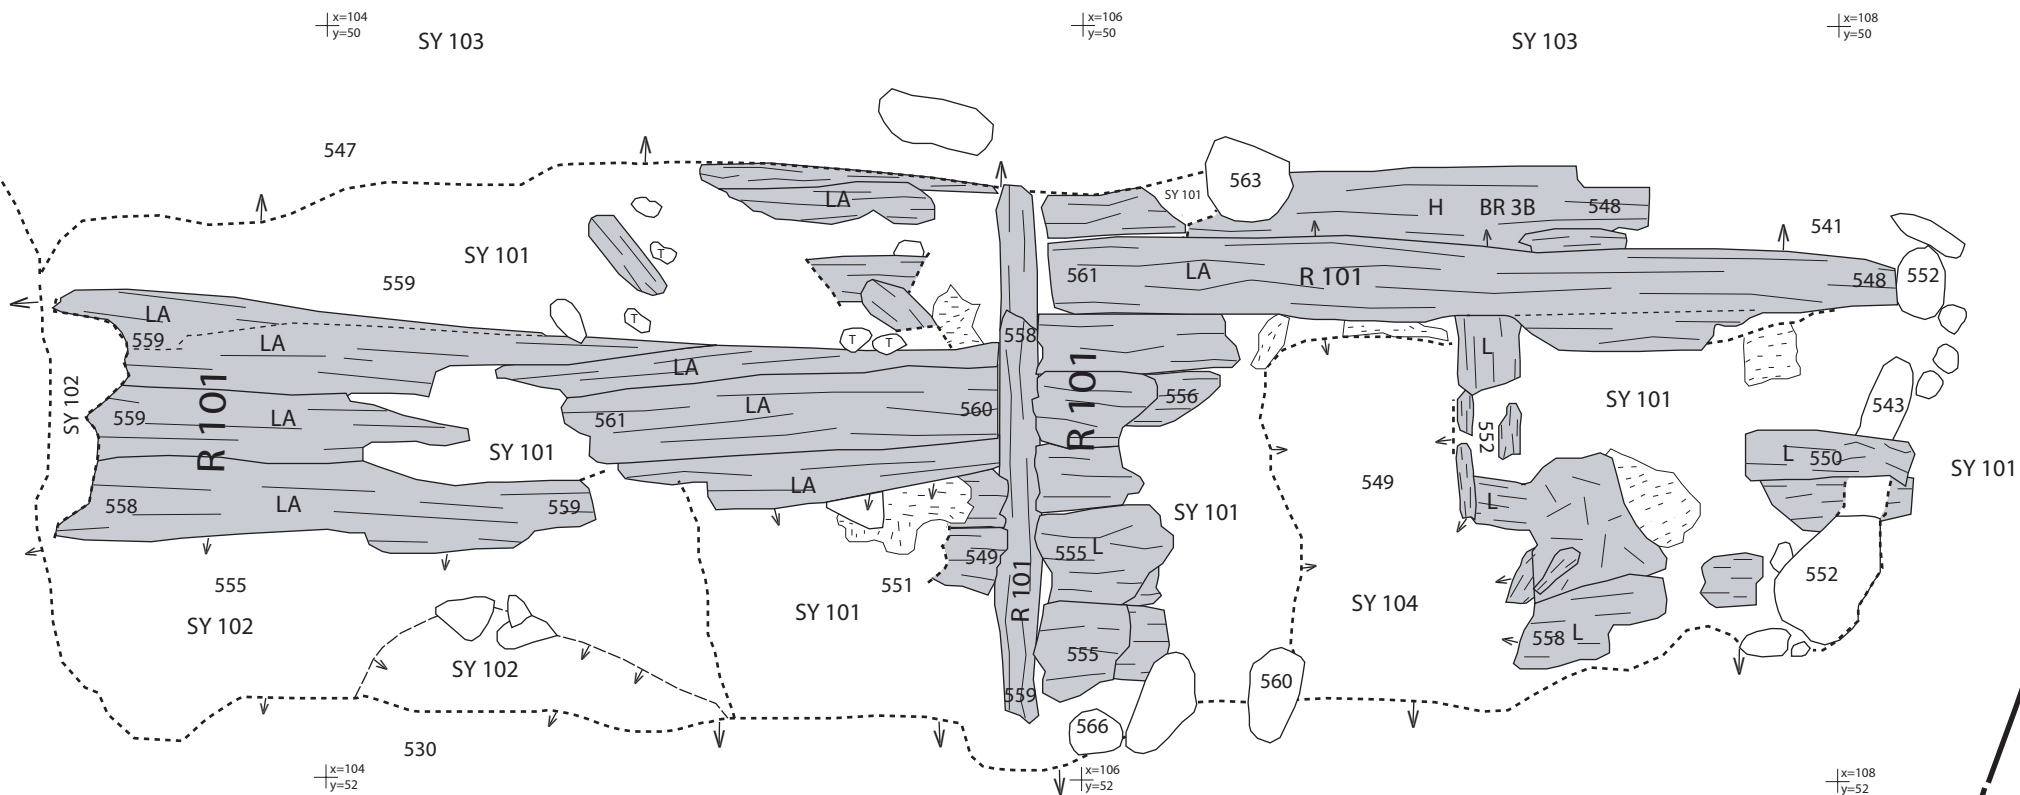 x=104
y=50
SY 103
x=106
y=50
SY 103
x=108
y=50
547
563
SY 101
LA
H
BR 3B
548
541
SY 101
T
559
561
LA
R 101
548
552
LA
T
T
T
558
559
LA
L
LA
R 101
R 101
SY 102
559
LA
561
LA
560
556
SY 101
543
552
SY 101
L
550
SY 101
558
LA
559
LA
549
L
SY 101
549
555
L
555
551
R 101
552
SY 102
SY 101
SY 104
558
L
SY 102
555
559
560
566
530
x=104
y=52
x=106
y=52
x=108
y=52